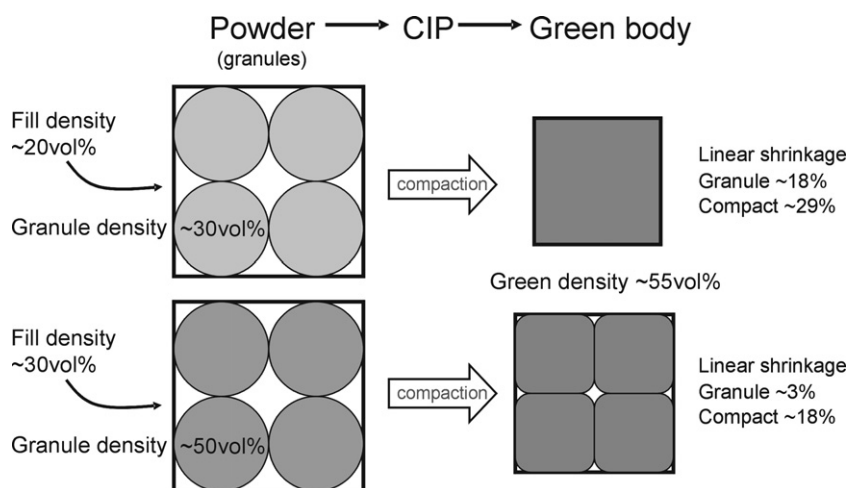 Powder CIP Green body
(granules)
Fill density
~20vol%
Granule density ~30vol%
compaction
Linear shrinkage
Granule ~18%
Compact ~29%
Green density ~55vol%
Fill density
~30vol%
Granule density ~50vol%
compaction
Linear shrinkage
Granule ~3%
Compact ~18%